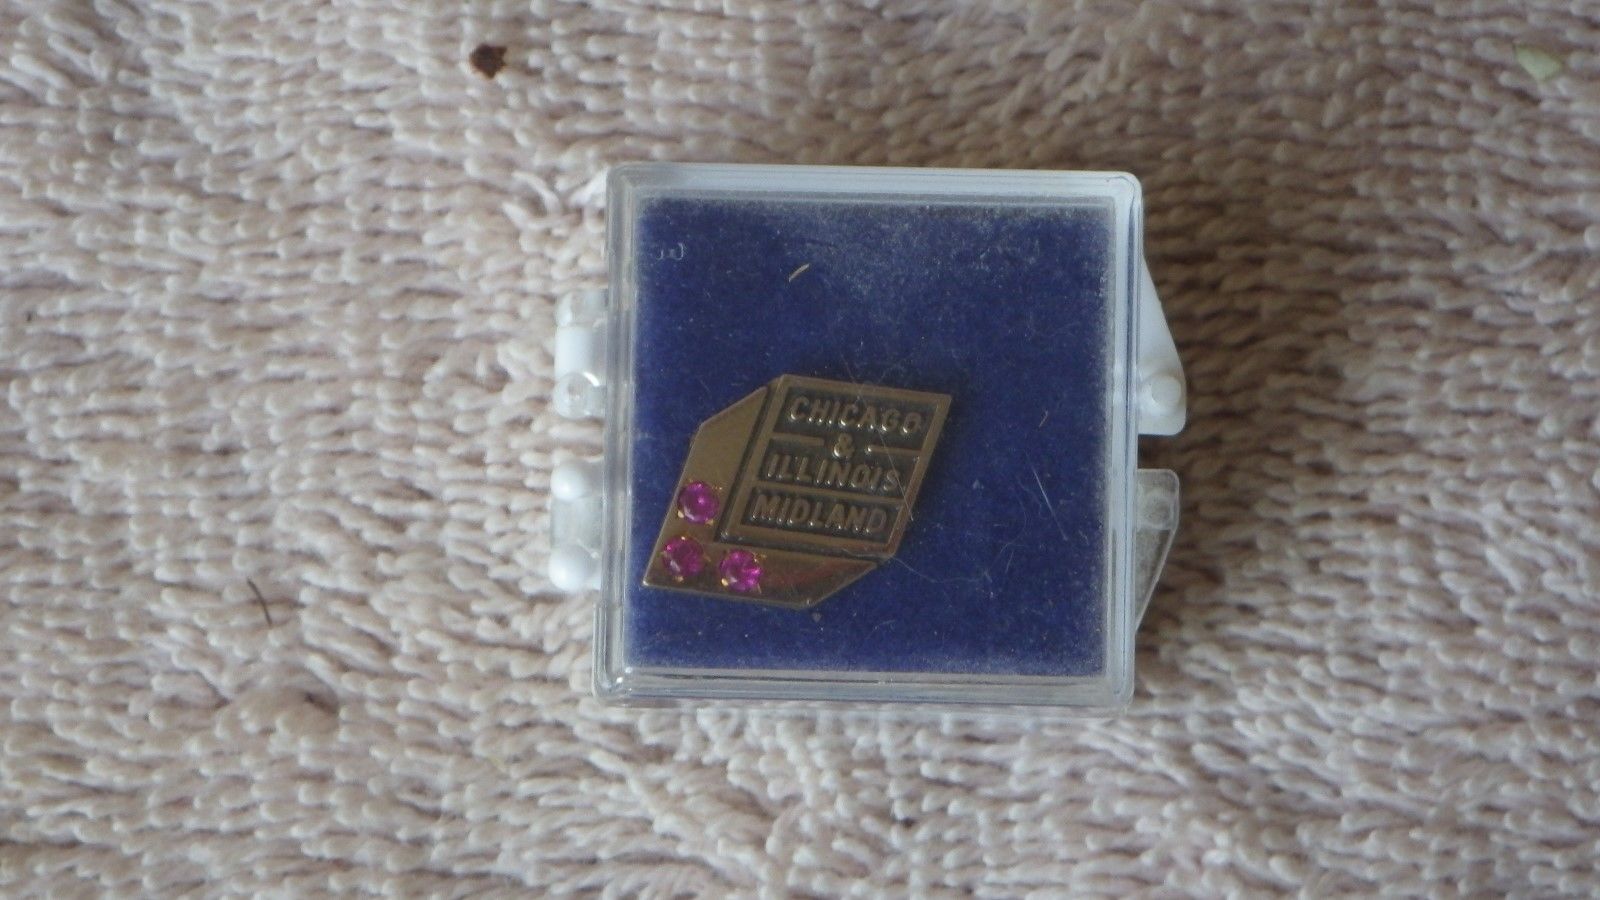 CHICAGO
&
ILLINOIS
MIDLAND